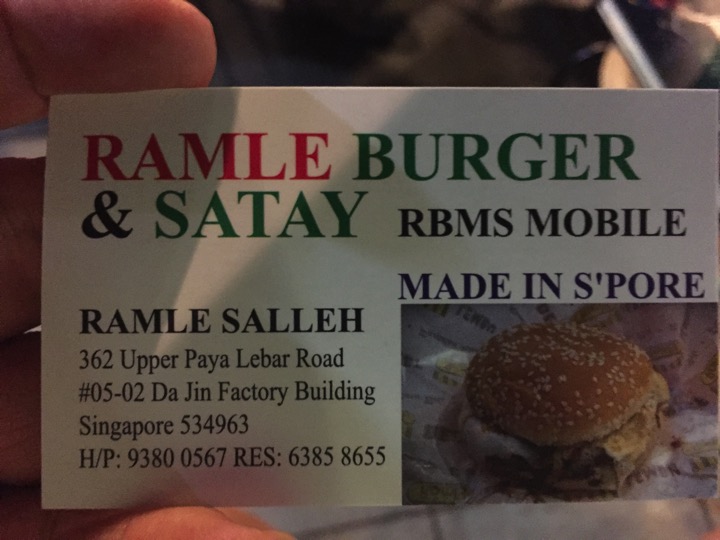 RAMLE BURGER
& SATAY RBMS MOBILE
MADE IN S'PORE
RAMLE SALLEH
362 Upper Paya Lebar Road
#05-02 Da Jin Factory Building
Singapore 534963
H/P: 9380 0567 RES: 6385 8655